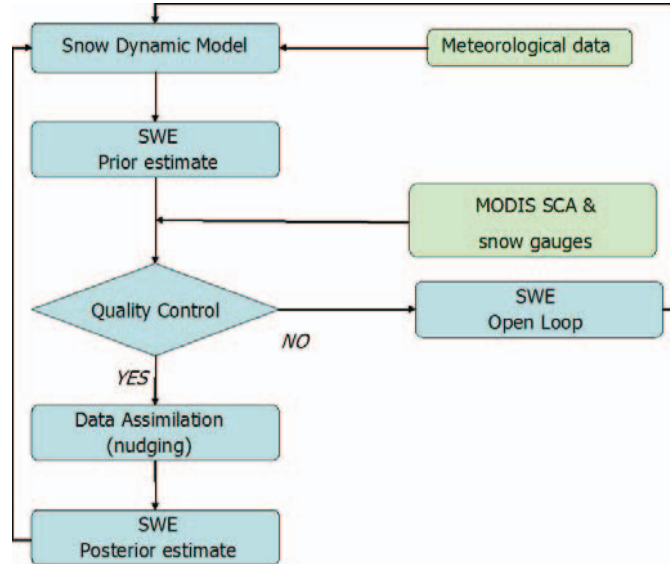 Snow Dynamic Model
Meteorological data
SWE
Prior estimate
MODIS SCA &
snow gauges
Quality Control
SWE
Open Loop
NO
YES
Data Assimilation
(nudging)
SWE
Posterior estimate